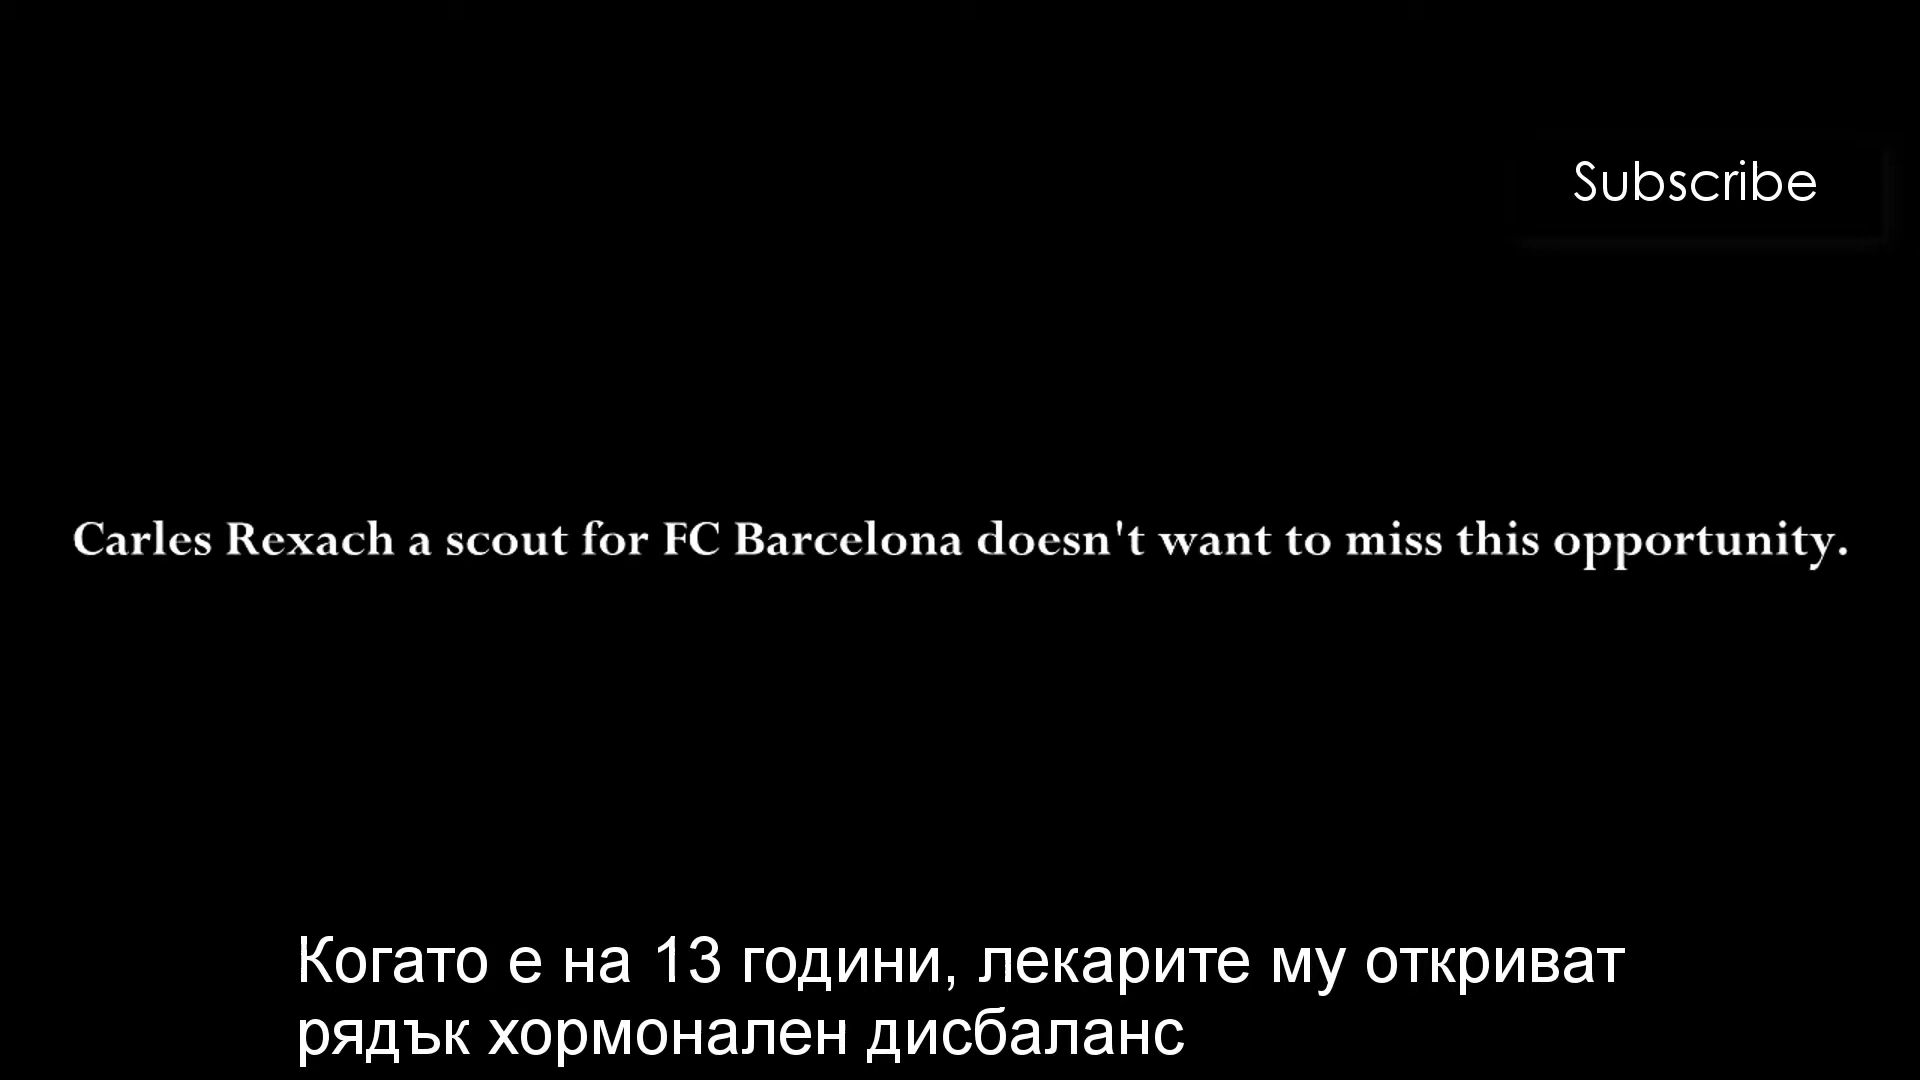 Subscribe
Carles Rexach a scout for FC Barcelona doesn't want to miss this opportunity.
Когато е на 13 години, лекарите му откриват
рядък хормонален дисбаланс